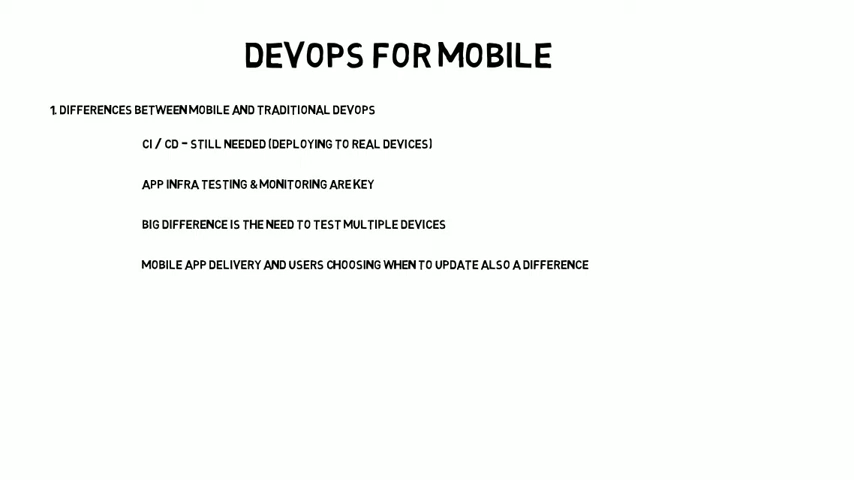 DEVOPS FOR MOBILE
1. DIFFERENCES BETWEEN MOBILE AND TRADITIONAL DEVOPS
CI / CD - STILL NEEDED (DEPLOYING TO REAL DEVICES)
APP INFRA TESTING & MONITORING ARE KEY
BIG DIFFERENCE IS THE NEED TO TEST MULTIPLE DEVICES
MOBILE APP DELIVERY AND USERS CHOOSING WHEN TO UPDATE ALSO A DIFFERENCE